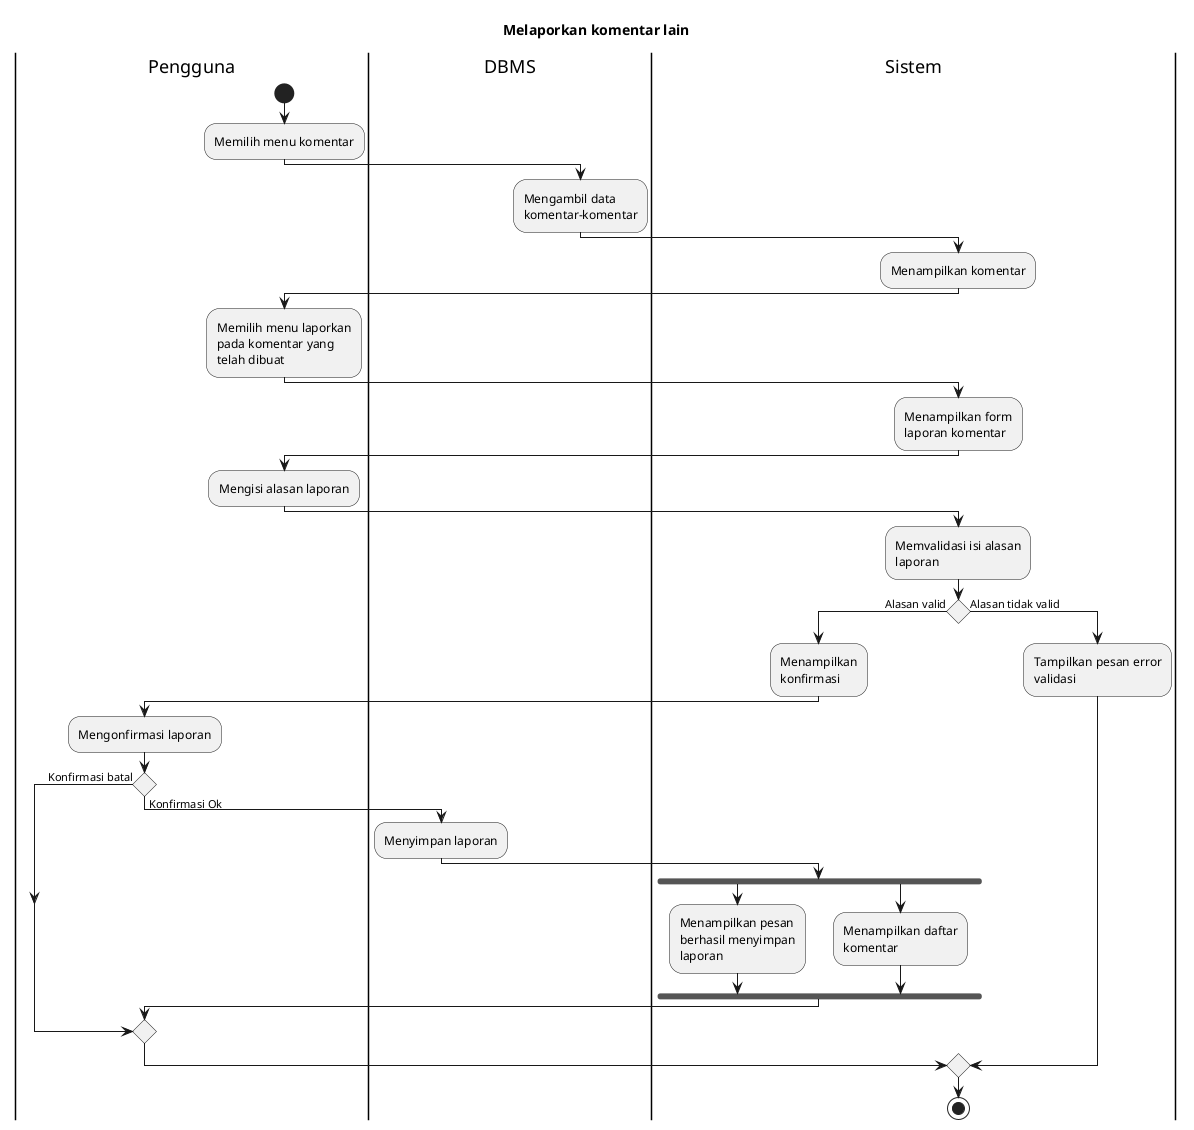 Melaporkan komentar lain
Pengguna
DBMS
Sistem
Memilih menu komentar
Mengambil data
komentar-komentar
Menampilkan komentar
Memilih menu laporkan
pada komentar yang
telah dibuat
Menampilkan form
laporan komentar
Mengisi alasan laporan
Memvalidasi isi alasan
laporan
Alasan valid
Alasan tidak valid
Menampilkan
konfirmasi
Tampilkan pesan error
validasi
Mengonfirmasi laporan
Konfirmasi batal
Konfirmasi Ok
Menyimpan laporan
Menampilkan pesan
berhasil menyimpan
laporan
Menampilkan daftar
komentar